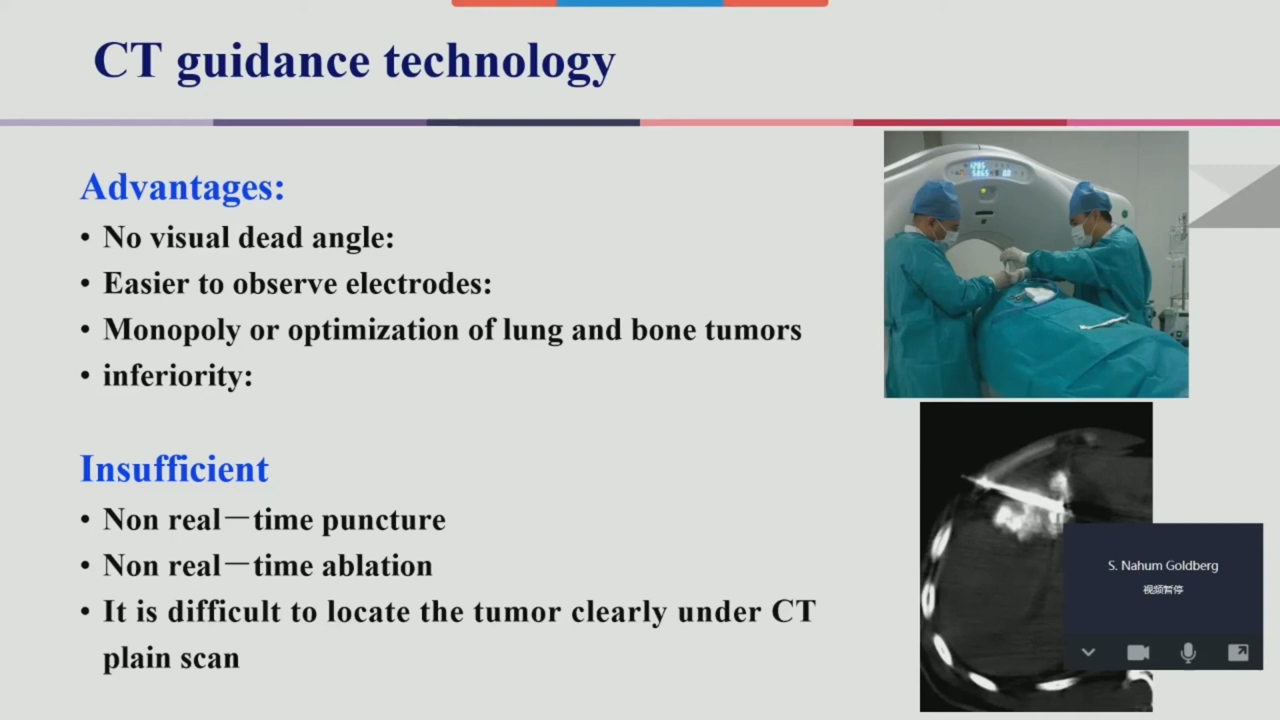 CT guidance technology
Advantages:
• No visual dead angle:
• Easier to observe electrodes:
• Monopoly or optimization of lung and bone tumors
• inferiority:
Insufficient
• Non real－time puncture
• Non real－time ablation
• It is difficult to locate the tumor clearly under CT
plain scan
S. Nahum Goldberg
视频暂停